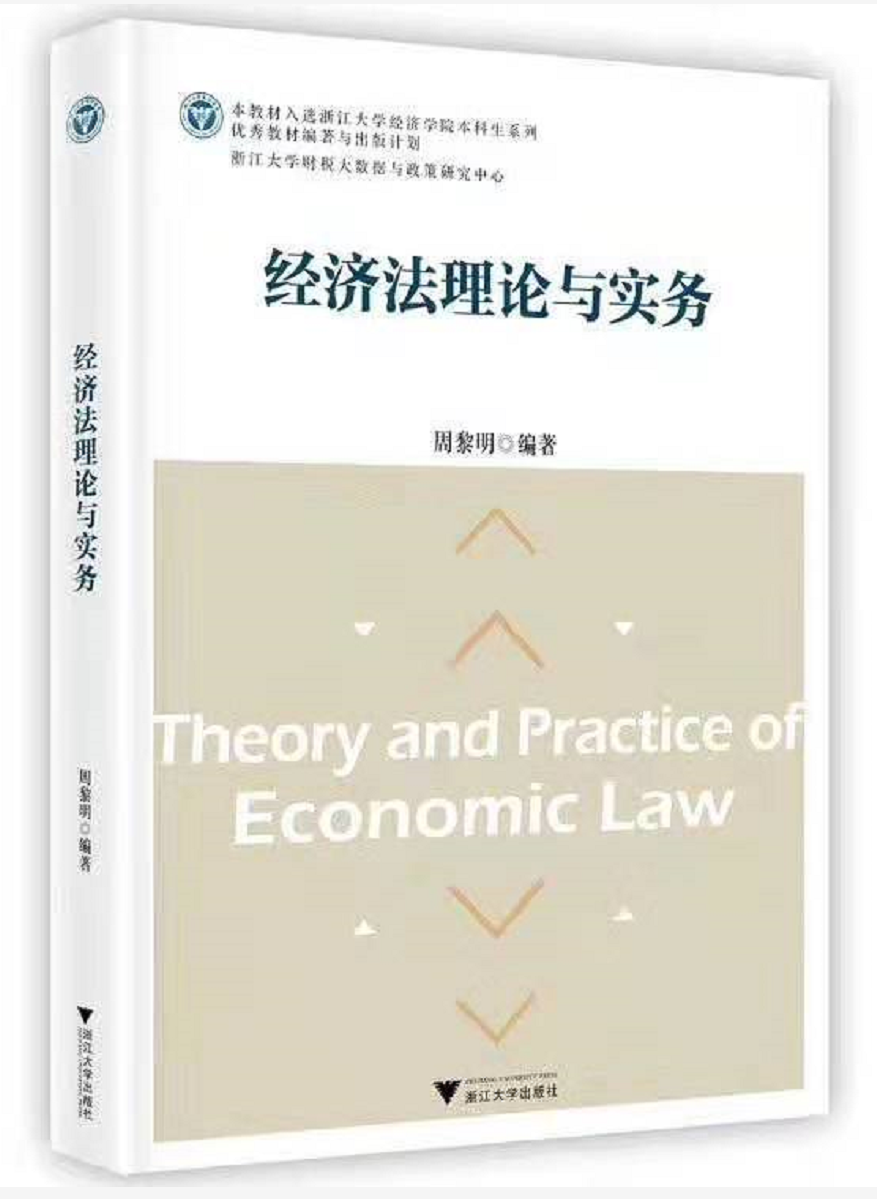 本教材入选浙江大学经济学院本科生系列
优秀教材编著与出版计划
浙江大学财税大数据与政策研究中心
经济法理论与实务
周黎明◎编著
Theory and Practice of
Economic Law
ZHEJIANG UNIVERSITY PRESS
浙江大学出版社
经济法理论与实务
周黎明◎编著
浙江大学出版社